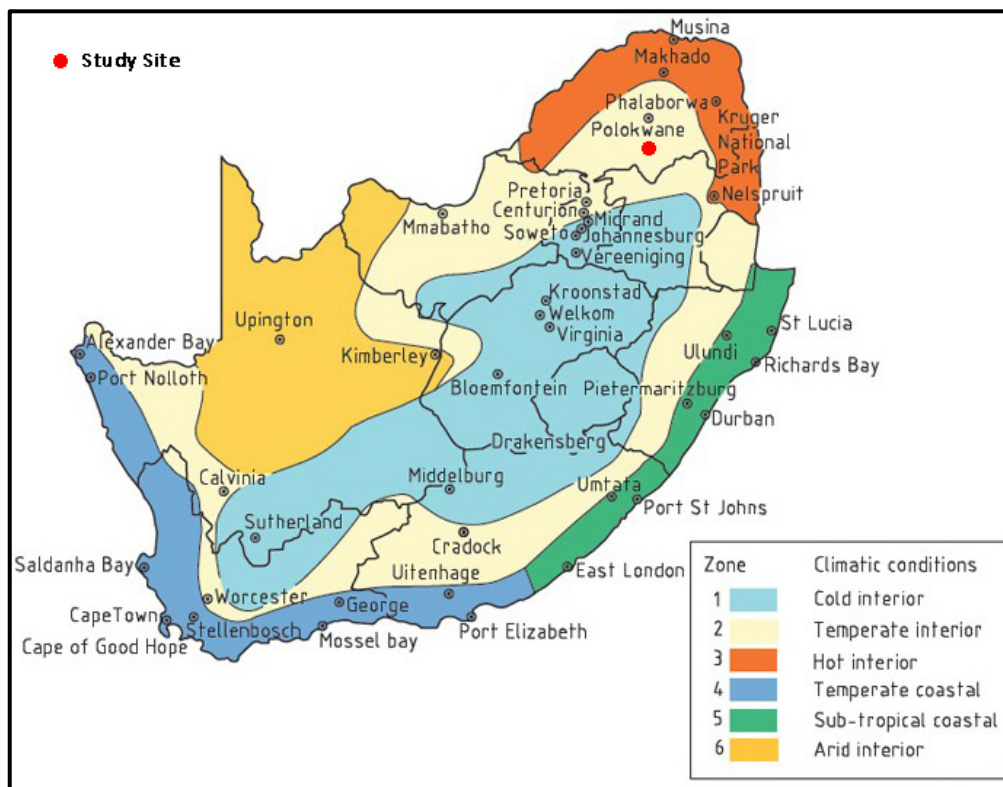 Study Site
Musina
Makhado
Phalaborwa
Kruger
National
Park
Polokwane
Nelspruit
Pretoria
Centurion
Midrand
Soweto
Johannesburg
Vereeniging
Mmabatho
Kroonstad
Welkom
Virginia
St Lucia
Ulundi
Richards Bay
Upington
Kimberley
Alexander Bay
Port Nolloth
Bloemfontein
Pietermaritzburg
Durban
Drakensberg
Calvinia
Middelburg
Umtata
Port St Johns
Sutherland
Cradock
Saldanha Bay
Uitenhage
East London
Worcester
George
CapeTown
Stellenbosch
Mossel bay
Port Elizabeth
Cape of Good Hope
Zone Climatic conditions
1 Cold interior
2 Temperate interior
3 Hot interior
4 Temperate coastal
5 Sub-tropical coastal
6 Arid interior